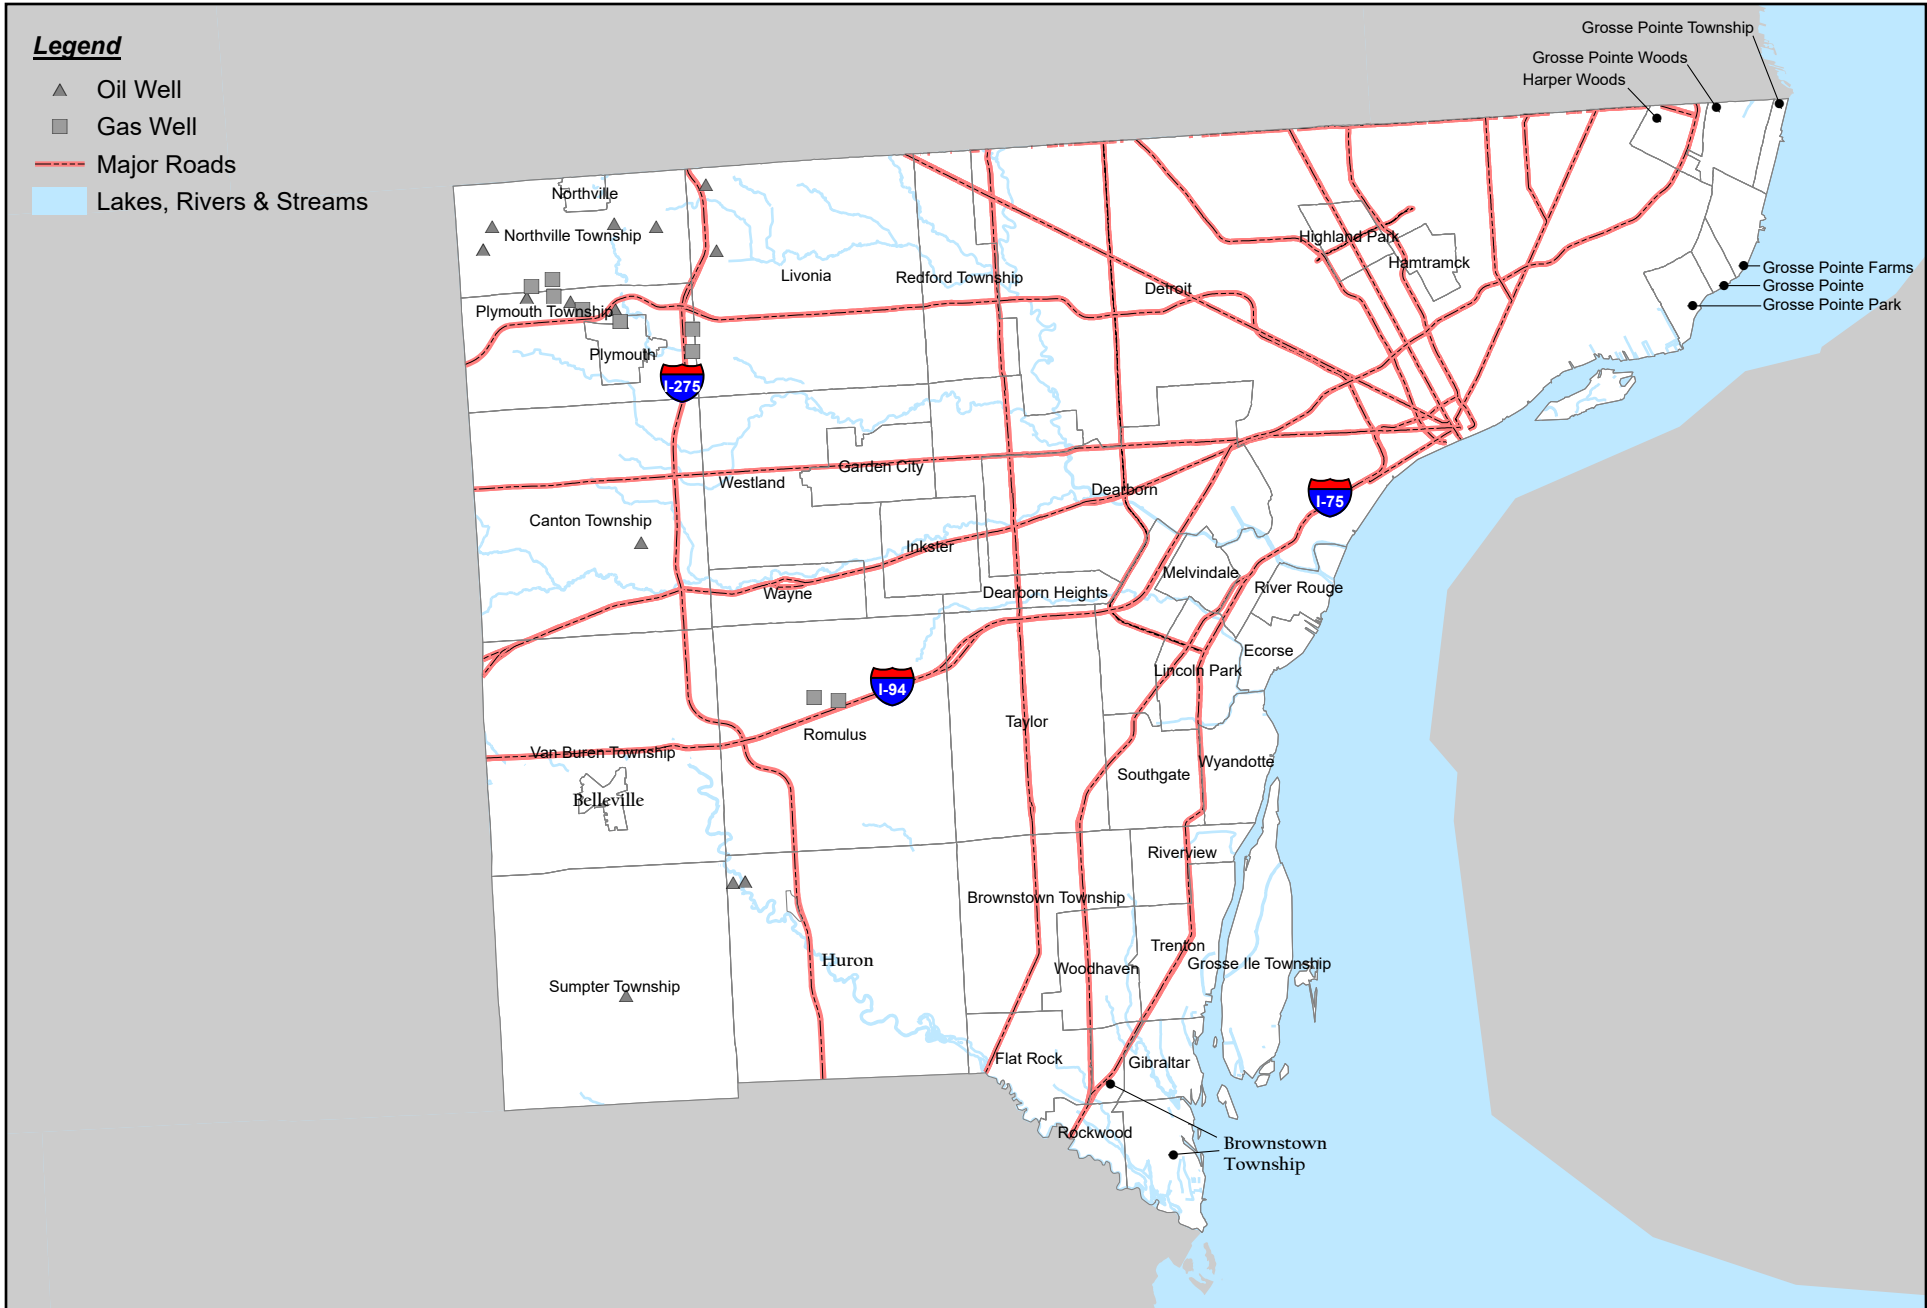 Legend
Oil Well
Gas Well
Major Roads
Lakes, Rivers & Streams
Grosse Pointe Township
Grosse Pointe Woods
Harper Woods
Northville
Northville Township
Highland Park
Hamtramck
Livonia
Redford Township
Detroit
Grosse Pointe Farms
Grosse Pointe
Grosse Pointe Park
Plymouth Township
Plymouth
I-275
Garden City
Westland
Dearborn
I-75
Canton Township
Inkster
Melvindale
Wayne
Dearborn Heights
River Rouge
Ecorse
Lincoln Park
I-94
Taylor
Romulus
Van Buren Township
Wyandotte
Southgate
Belleville
Riverview
Brownstown Township
Trenton
Huron
Woodhaven
Grosse Ile Township
Sumpter Township
Flat Rock
Gibraltar
Rockwood
Brownstown
Township